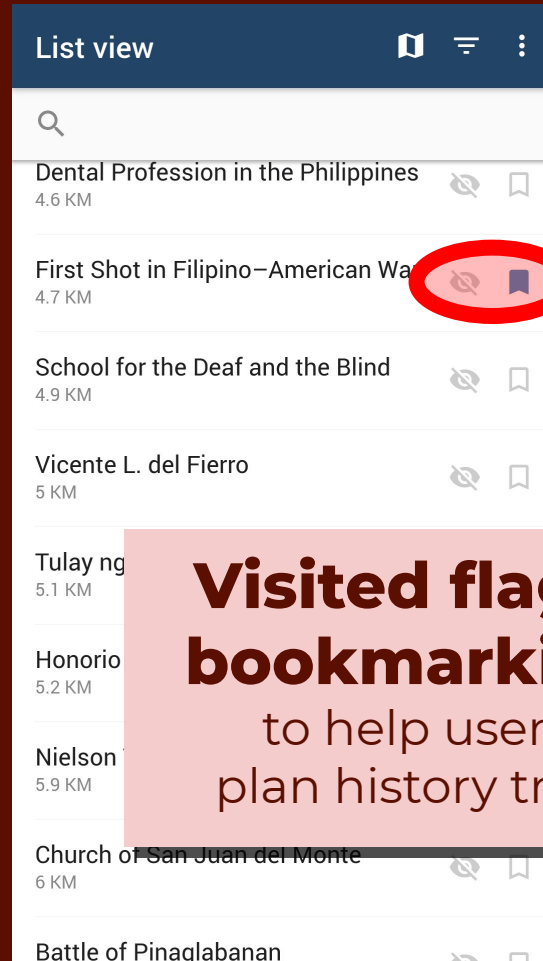 List view
Dental Profession in the Philippines
4.6 KM
First Shot in Filipino–American Wa
4.7 KM
School for the Deaf and the Blind
4.9 KM
Vicente L. del Fierro
5 KM
Tulay ng
5.1 KM
Honorio
5.2 KM
Nielson
5.9 KM
Visited fla
bookmarki
to help user
plan history tr
Church of San Juan del Monte
6 KM
Battle of Pinaglabanan